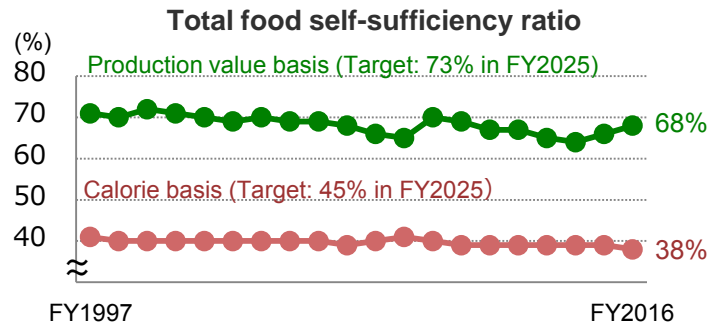 Total food self-sufficiency ratio
(%)
80
Production value basis (Target: 73% in FY2025)
70
68%
60
50
Calorie basis (Target: 45% in FY2025)
40
38%
≈
FY1997
FY2016